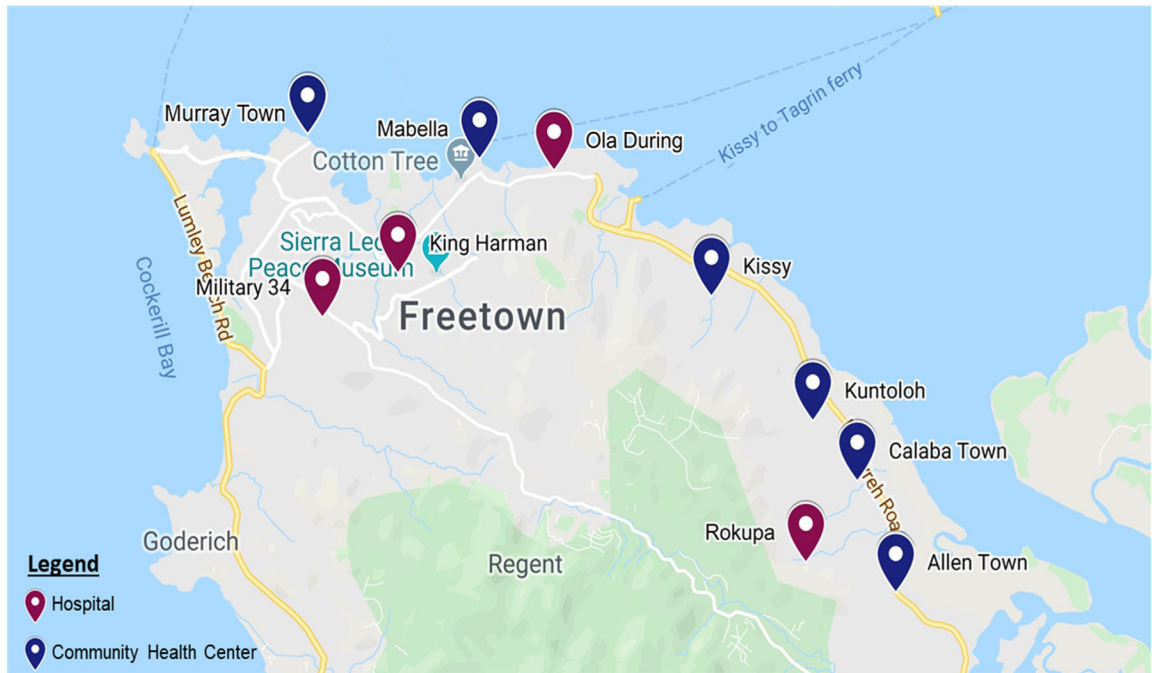 Murray Town
Mabella
Cotton Tree
Ola During
Kissy to Tagrin ferry
Lumley Beach Rd
Cockerill Bay
Sierra Leo
Peace Museum
King Harman
Military 34
Freetown
Kissy
Kuntoloh
Calaba Town
Rokupa
Allen Town
Goderich
Regent
Legend
Hospital
Community Health Center